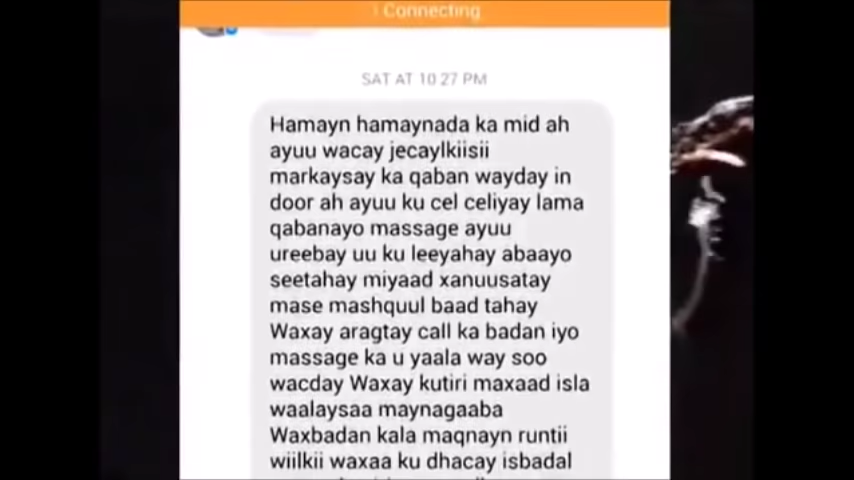 Connecting
SAT AT 10:27 PM
Hamayn hamaynada ka mid ah
ayuu wacay jecaylkiisii
markaysay ka qaban wayday in
door ah ayuu ku cel celiyay lama
qabanayo massage ayuu
ureebay uu ku leeyahay abaayo
seetahay miyaad xanuusatay
mase mashquul baad tahay
Waxay aragtay call ka badan iyo
massage ka u yaala way soo
wacday Waxay kutiri maxaad isla
waalaysaa maynagaaba
Waxbadan kala maqnayn runtii
wiilkii waxaa ku dhacay isbadal